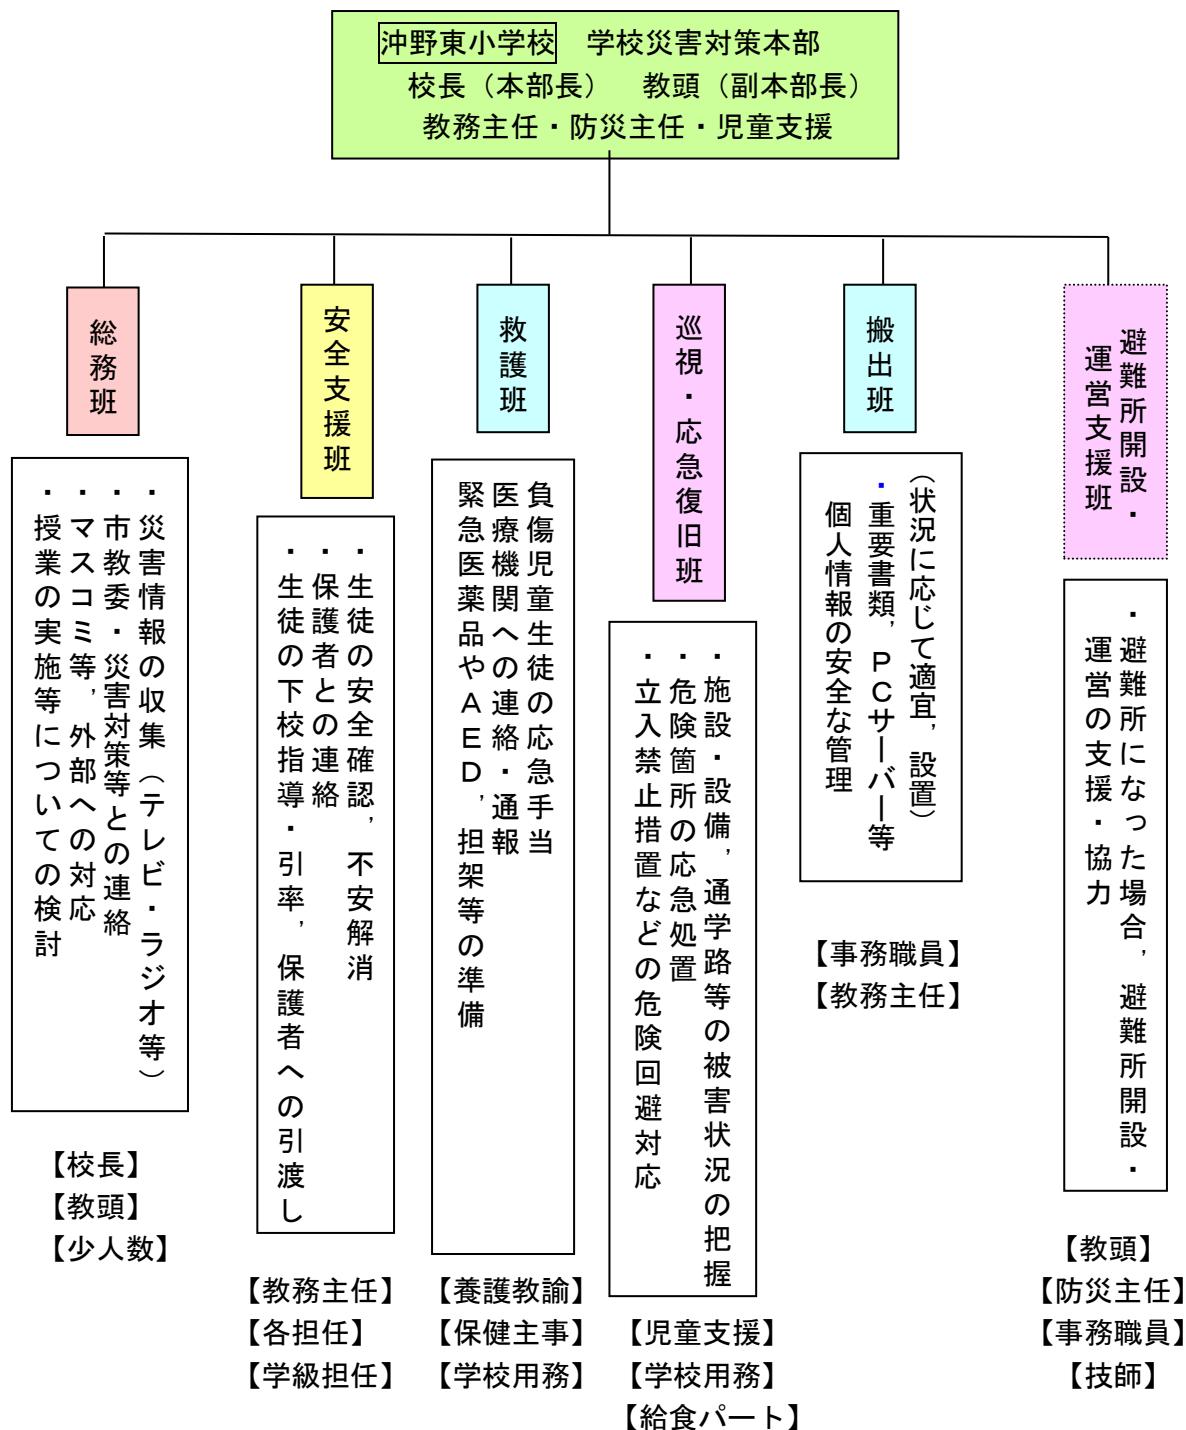 沖野東小学校　学校災害対策本部
校長（本部長）　教頭（副本部長）
教務主任・防災主任・児童支援
総務班
・災害情報の収集（テレビ・ラジオ等）
・市教委・災害対策等との連絡
・マスコミ等，外部への対応
・授業の実施等についての検討
【校長】
【教頭】
【少人数】
安全支援班
・生徒の安全確認，不安解消
・保護者との連絡
・生徒の下校指導・引率，保護者への引渡し
【教務主任】
【各担任】
【学級担任】
救護班
負傷児童生徒の応急手当
医療機関への連絡・通報
緊急医薬品やＡＥＤ，担架等の準備
【養護教諭】
【保健主事】
【学校用務】
巡視・応急復旧班
・施設・設備，通学路等の被害状況の把握
・危険箇所の応急処置
・立入禁止措置などの危険回避対応
【児童支援】
【学校用務】
【給食パート】
搬出班
（状況に応じて適宜，設置）
・重要書類，ＰＣサーバー等
個人情報の安全な管理
【事務職員】
【教務主任】
避難所開設・
運営支援班
・避難所になった場合，避難所開設・
運営の支援・協力
【教頭】
【防災主任】
【事務職員】
【技師】